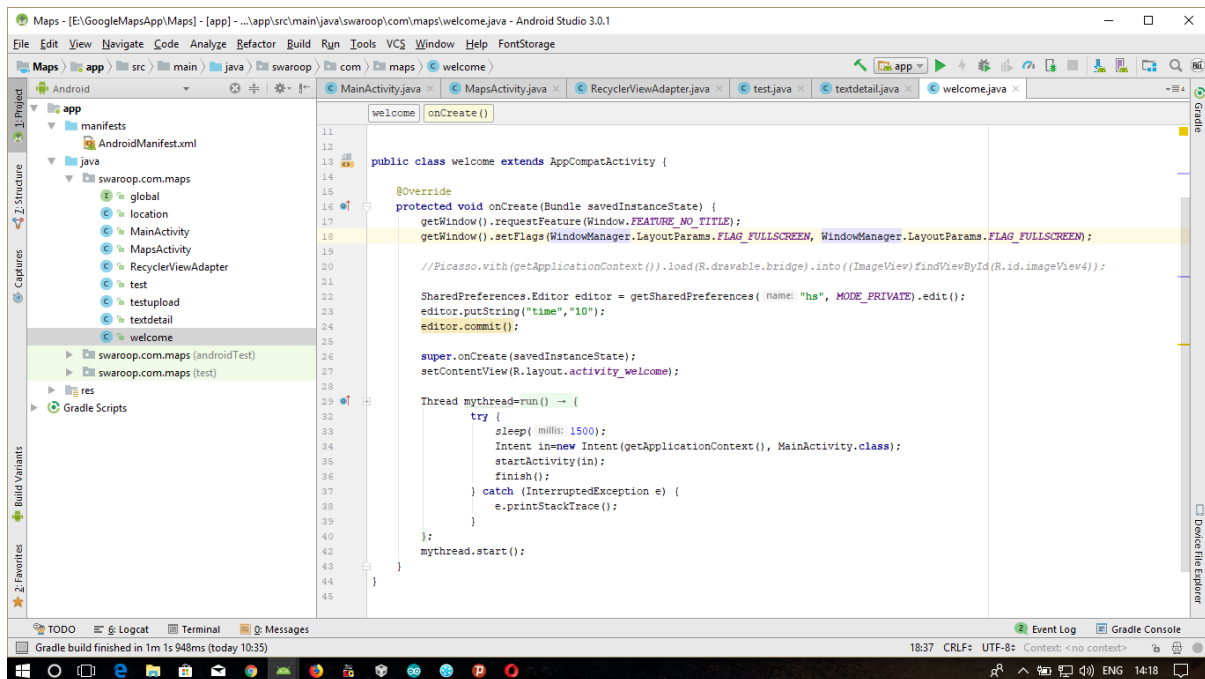 Maps - [E:\GoogleMapsApp\Maps] - [app] - ...\app\src\main\java\swaroop\com\maps\welcome.java - Android Studio 3.0.1
File Edit View Navigate Code Analyze Refactor Build Run Tools VCS Window Help FontStorage
Maps app src main java swaroop com maps welcome app
Android MainActivity.java MapsActivity.java RecyclerViewAdapter.java test.java textdetail.java welcome.java
welcome onCreate()
1: Project
Z: Structure
Captures
Build Variants
2: Favorites
app
manifests
AndroidManifest.xml
java
swaroop.com.maps
global
location
MainActivity
MapsActivity
RecyclerViewAdapter
test
testupload
textdetail
welcome
swaroop.com.maps (androidTest)
swaroop.com.maps (test)
res
Gradle Scripts
11
12
13 public class welcome extends AppCompatActivity {
14
15 @Override
16 protected void onCreate(Bundle savedInstanceState) {
17 getWindow().requestFeature(Window.FEATURE_NO_TITLE);
18 getWindow().setFlags(WindowManager.LayoutParams.FLAG_FULLSCREEN, WindowManager.LayoutParams.FLAG_FULLSCREEN);
19
20 //Picasso.with(getApplicationContext()).load(R.drawable.bridge).into((ImageView)findViewById(R.id.imageView4));
21
22 SharedPreferences.Editor editor = getSharedPreferences( name: "hs", MODE_PRIVATE).edit();
23 editor.putString("time","10");
24 editor.commit();
25
26 super.onCreate(savedInstanceState);
27 setContentView(R.layout.activity_welcome);
28
29 Thread mythread=run() → {
32 try {
33 sleep( millis: 1500);
34 Intent in=new Intent(getApplicationContext(), MainActivity.class);
35 startActivity(in);
36 finish();
37 } catch (InterruptedException e) {
38 e.printStackTrace();
39 }
40 };
42 mythread.start();
43 }
44 }
45
Gradle
Device File Explorer
TODO 6: Logcat Terminal 0: Messages 2 Event Log Gradle Console
Gradle build finished in 1m 1s 948ms (today 10:35) 18:37 CRLF UTF-8 Context: <no context>
ENG 14:18